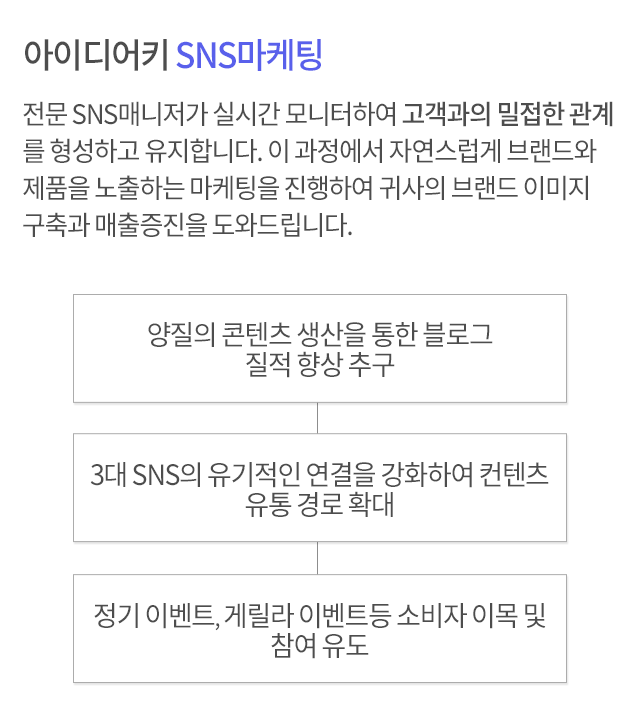 아이디어키 SNS마케팅
전문 SNS매니저가 실시간 모니터하여 고객과의 밀접한 관계
를 형성하고 유지합니다. 이 과정에서 자연스럽게 브랜드와
제품을 노출하는 마케팅을 진행하여 귀사의 브랜드 이미지
구축과 매출증진을 도와드립니다.
양질의 콘텐츠 생산을 통한 블로그
질적 향상 추구
3대 SNS의 유기적인 연결을 강화하여 컨텐츠
유통 경로 확대
정기 이벤트, 게릴라 이벤트등 소비자 이목 및
참여 유도